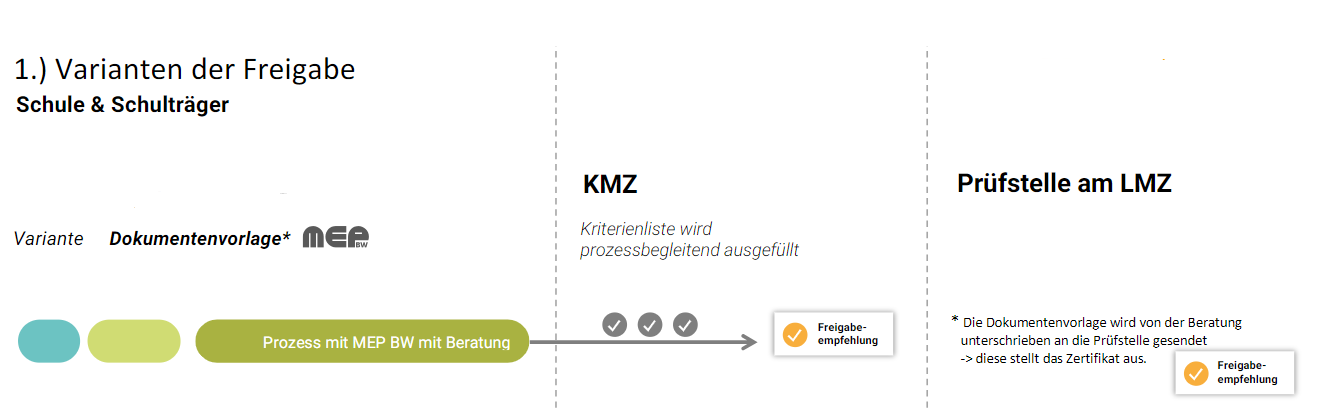 1.) Varianten der Freigabe
Schule & Schulträger
KMZ
Prüfstelle am LMZ
Variante Dokumentenvorlage* MEP BW
Kriterienliste wird
prozessbegleitend ausgefüllt
Prozess mit MEP BW mit Beratung
Freigabe-
empfehlung
* Die Dokumentenvorlage wird von der Beratung
unterschrieben an die Prüfstelle gesendet
-> diese stellt das Zertifikat aus.
Freigabe-
empfehlung